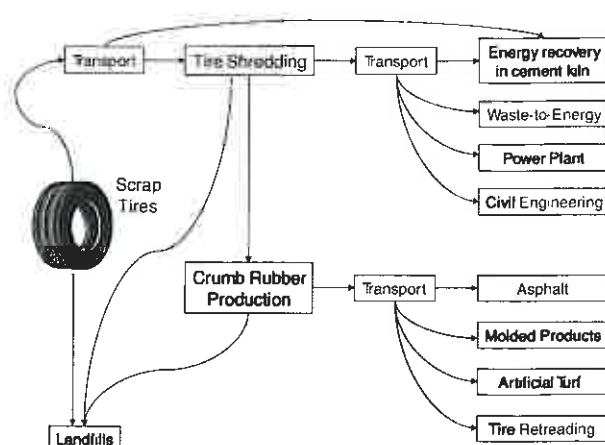 Transport
Tire Shredding
Transport
Energy recovery
in cement kiln
Waste-to-Energy
Power Plant
Scrap
Tires
Civil Engineering
Crumb Rubber
Production
Transport
Asphalt
Molded Products
Artificial Turf
Tire Retreading
Landfills